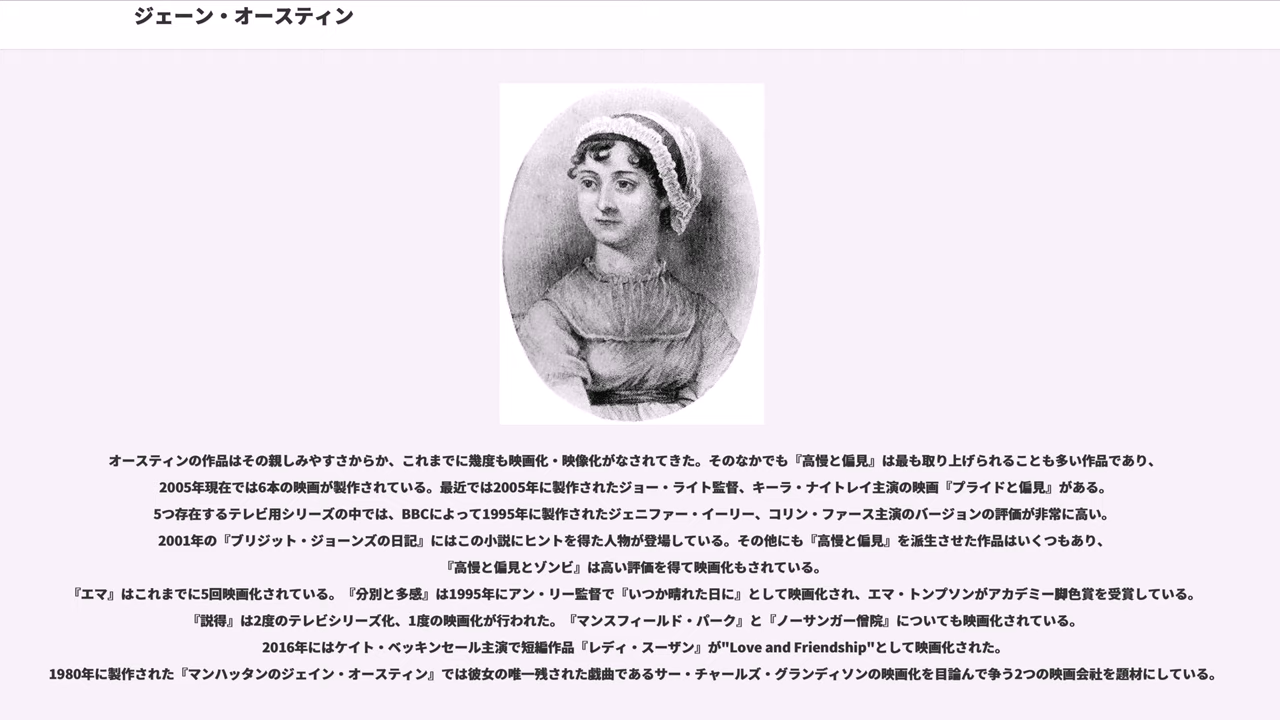 ジェーン・オースティン
オースティンの作品はその親しみやすさからか、これまでに幾度も映画化・映像化がなされてきた。そのなかでも『高慢と偏見』は最も取り上げられることも多い作品であり、
2005年現在では6本の映画が製作されている。最近では2005年に製作されたジョー・ライト監督、キーラ・ナイトレイ主演の映画『プライドと偏見』がある。
5つ存在するテレビ用シリーズの中では、BBCによって1995年に製作されたジェニファー・イーリー、コリン・ファース主演のバージョンの評価が非常に高い。
2001年の『ブリジット・ジョーンズの日記』にはこの小説にヒントを得た人物が登場している。その他にも『高慢と偏見』を派生させた作品はいくつもあり、
『高慢と偏見とゾンビ』は高い評価を得て映画化もされている。
『エマ』はこれまでに5回映画化されている。『分別と多感』は1995年にアン・リー監督で『いつか晴れた日に』として映画化され、エマ・トンプソンがアカデミー脚色賞を受賞している。
『説得』は2度のテレビシリーズ化、1度の映画化が行われた。『マンスフィールド・パーク』と『ノーサンガー僧院』についても映画化されている。
2016年にはケイト・ベッキンセール主演で短編作品『レディ・スーザン』が"Love and Friendship"として映画化された。
1980年に製作された『マンハッタンのジェイン・オースティン』では彼女の唯一残された戯曲であるサー・チャールズ・グランディソンの映画化を目論んで争う2つの映画会社を題材にしている。